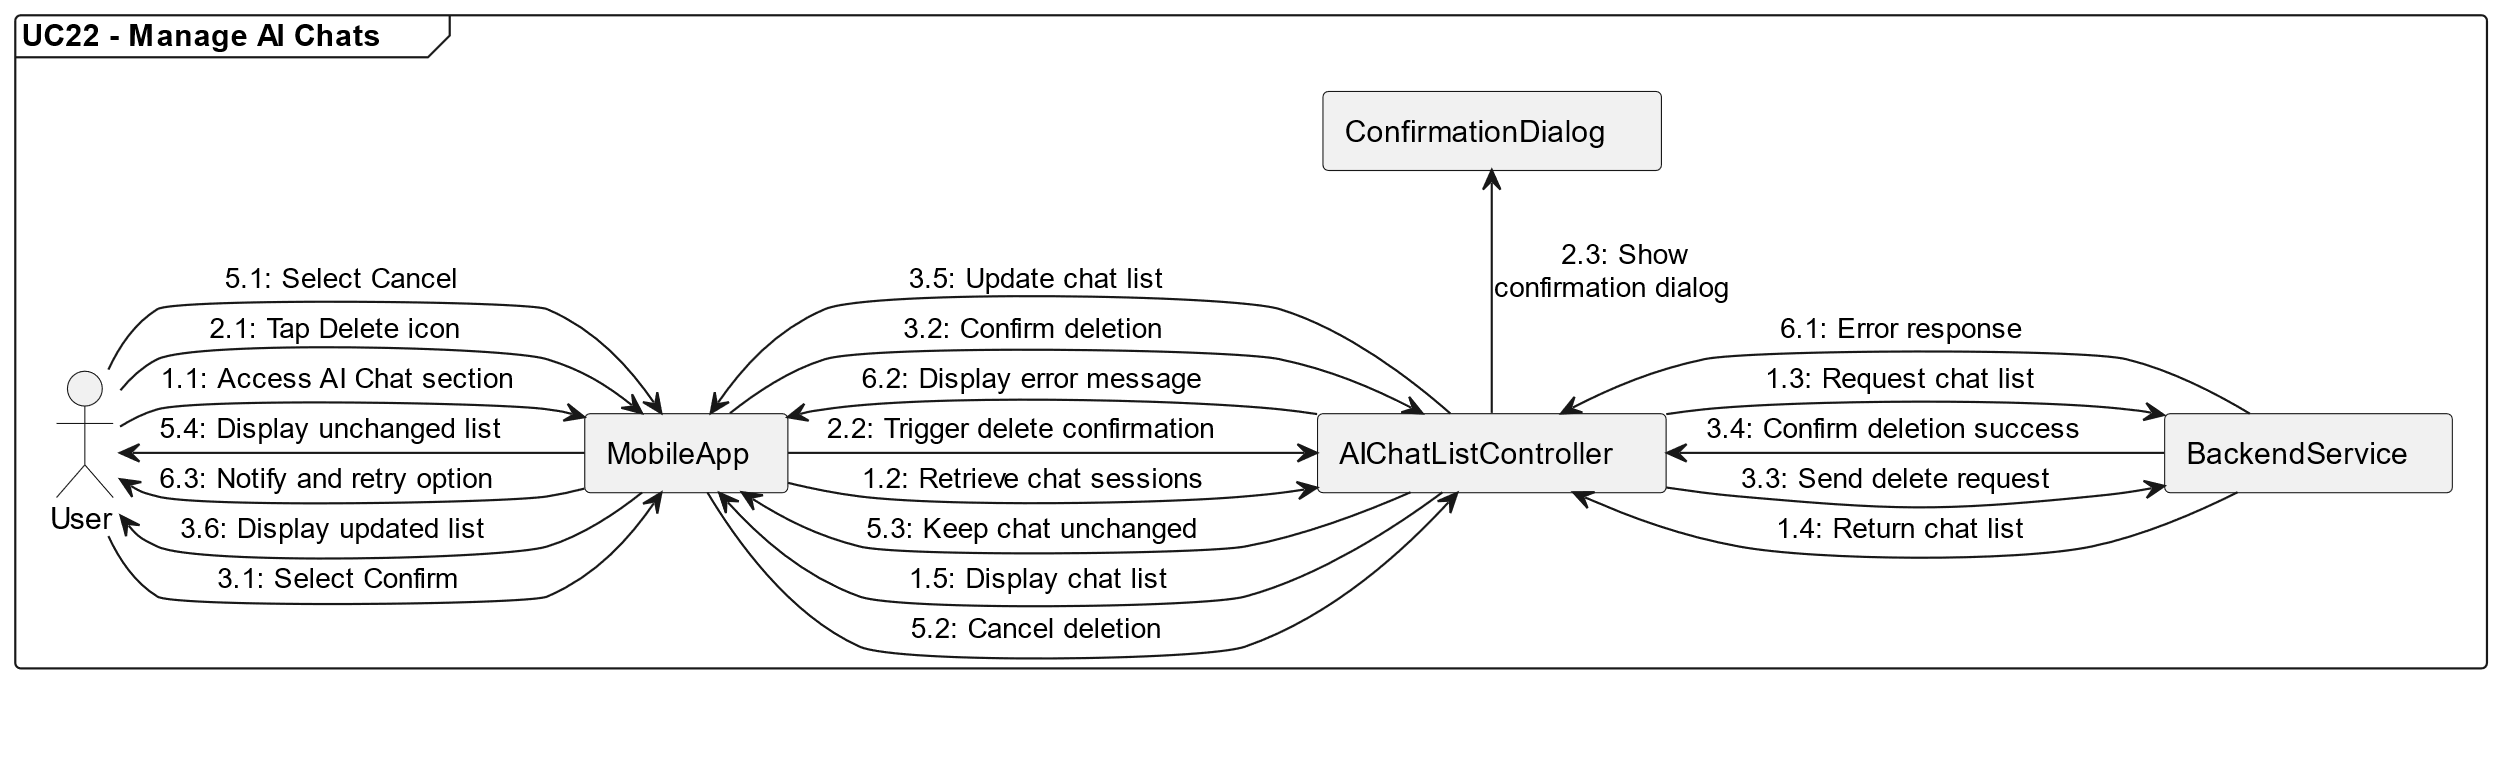 UC22 - Manage AI Chats
ConfirmationDialog
2.3: Show
confirmation dialog
5.1: Select Cancel
3.5: Update chat list
2.1: Tap Delete icon
3.2: Confirm deletion
6.1: Error response
1.1: Access AI Chat section
6.2: Display error message
1.3: Request chat list
5.4: Display unchanged list
2.2: Trigger delete confirmation
3.4: Confirm deletion success
MobileApp
AIChatListController
BackendService
6.3: Notify and retry option
1.2: Retrieve chat sessions
3.3: Send delete request
User
3.6: Display updated list
5.3: Keep chat unchanged
1.4: Return chat list
3.1: Select Confirm
1.5: Display chat list
5.2: Cancel deletion